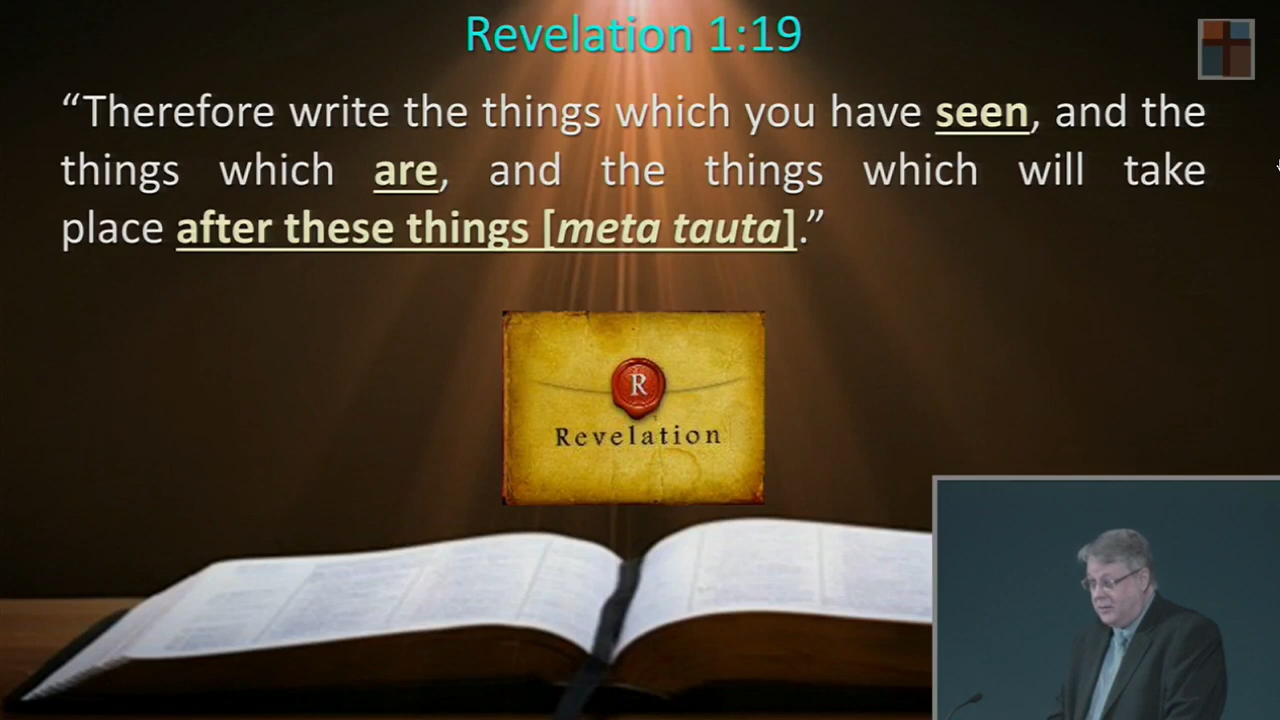 Revelation 1:19
“Therefore write the things which you have seen, and the
things which are, and the things which will take
place after these things [meta tauta].”
R
Revelation